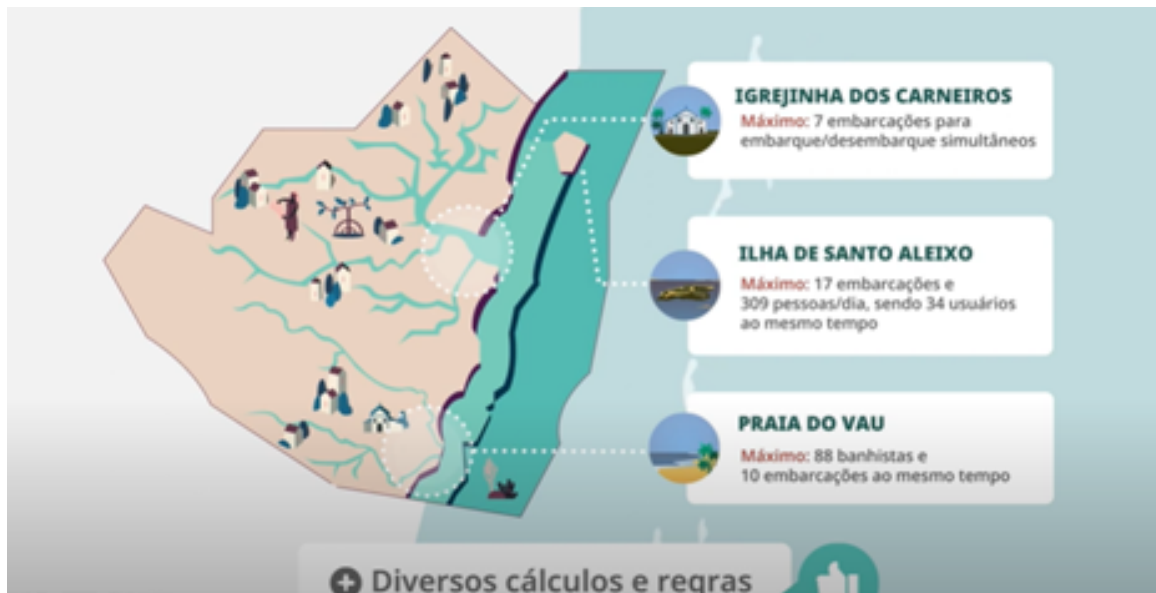 IGREJINHA DOS CARNEIROS
Máximo: 7 embarcações para
embarque/desembarque simultâneos
ILHA DE SANTO ALEIXO
Máximo: 17 embarcações e
309 pessoas/dia, sendo 34 usuários
ao mesmo tempo
PRAIA DO VAU
Máximo: 88 banhistas e
10 embarcações ao mesmo tempo
Diversos cálculos e regras